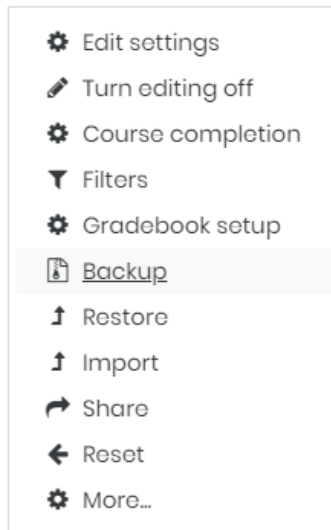 Edit settings
Turn editing off
Course completion
Filters
Gradebook setup
Backup
Restore
Import
Share
Reset
More...